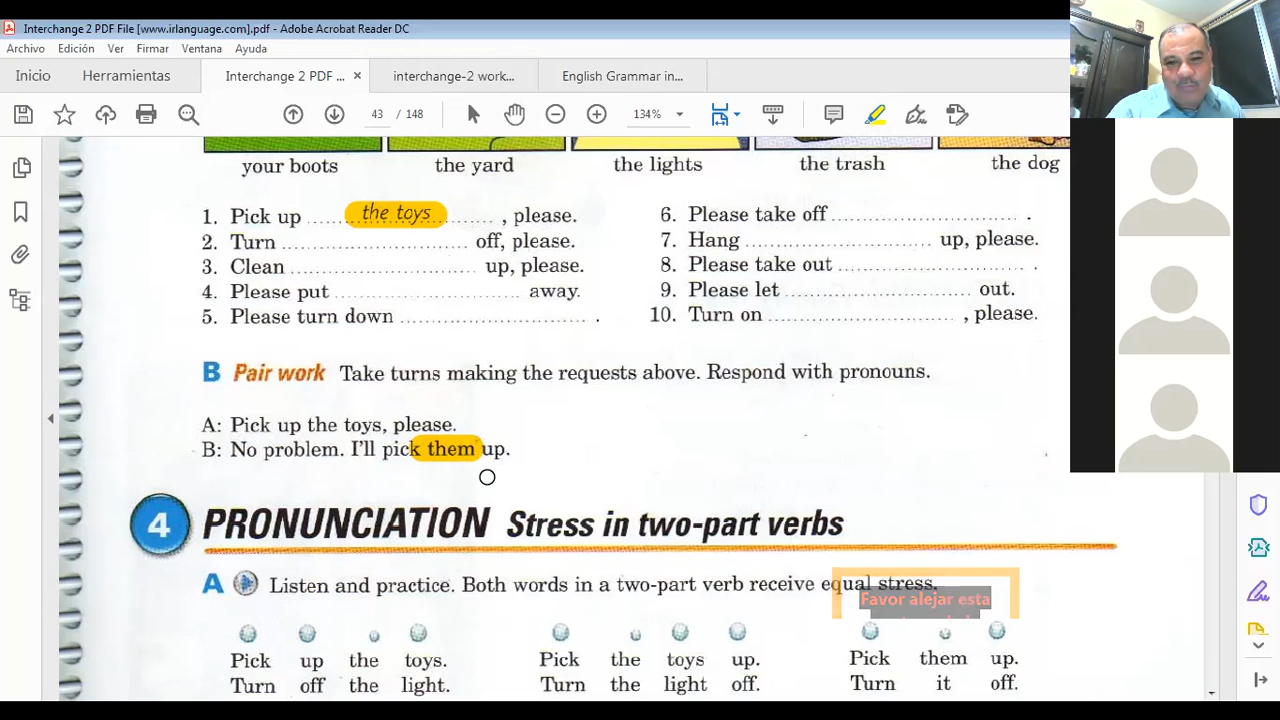 Interchange 2 PDF File [www.irlanguage.com].pdf - Adobe Acrobat Reader DC
Archivo Edición Ver Firmar Ventana Ayuda
Inicio Herramientas Interchange 2 PDF ... × interchange-2 work... English Grammar in...
43 / 148 134%
your boots the yard the lights the trash the dog
1. Pick up the toys, please.
2. Turn off, please.
3. Clean up, please.
4. Please put away.
5. Please turn down .
6. Please take off .
7. Hang up, please.
8. Please take out .
9. Please let out.
10. Turn on , please.
B Pair work Take turns making the requests above. Respond with pronouns.
A: Pick up the toys, please.
B: No problem. I'll pick them up.
4 PRONUNCIATION Stress in two-part verbs
A Listen and practice. Both words in a two-part verb receive equal stress.
Favor alejar esta
Pick up the toys. Pick the toys up. Pick them up.
Turn off the light. Turn the light off. Turn it off.